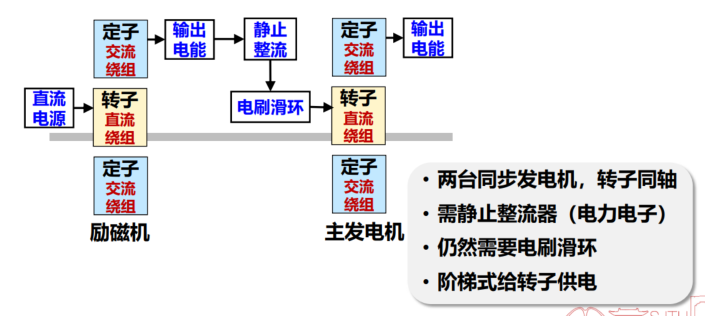 定子
交流
绕组
输出
电能
静止
整流
定子
交流
绕组
输出
电能
直流
电源
转子
直流
绕组
电刷滑环
转子
直流
绕组
定子
交流
绕组
定子
交流
绕组
励磁机
主发电机
• 两台同步发电机，转子同轴
• 需静止整流器（电力电子）
• 仍然需要电刷滑环
• 阶梯式给转子供电